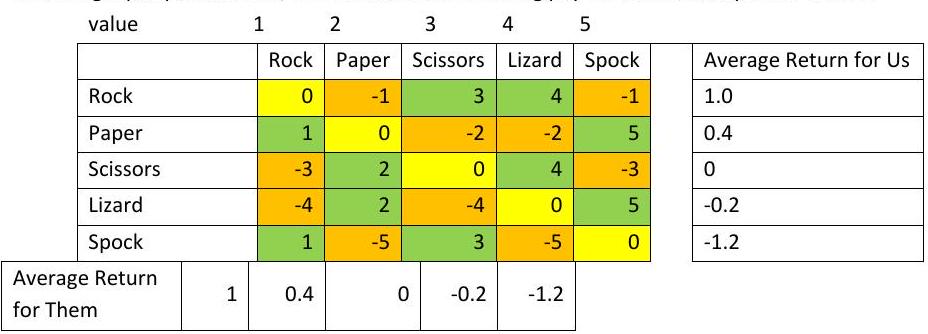 value 1 2 3 4 5
Rock Paper Scissors Lizard Spock Average Return for Us
Rock 0 -1 3 4 -1 1.0
Paper 1 0 -2 -2 5 0.4
Scissors -3 2 0 4 -3 0
Lizard -4 2 -4 0 5 -0.2
Spock 1 -5 3 -5 0 -1.2
Average Return
for Them 1 0.4 0 -0.2 -1.2